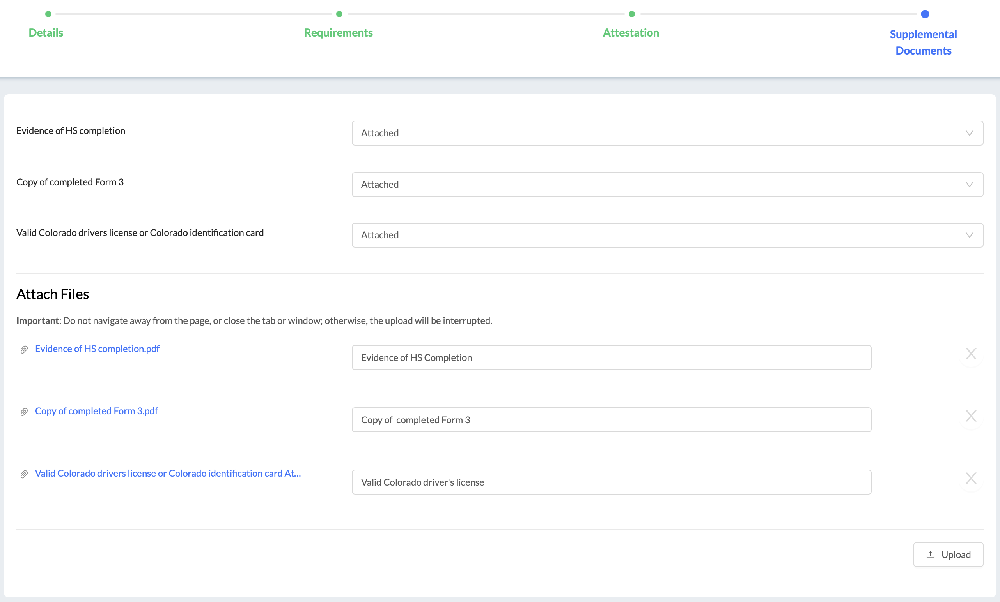 Details
Requirements
Attestation
Supplemental
Documents
Evidence of HS completion
Attached
Copy of completed Form 3
Attached
Valid Colorado drivers license or Colorado identification card
Attached
Attach Files
Important: Do not navigate away from the page, or close the tab or window; otherwise, the upload will be interrupted.
Evidence of HS completion.pdf
Evidence of HS Completion
Copy of completed Form 3.pdf
Copy of  completed Form 3
Valid Colorado drivers license or Colorado identification card At...
Valid Colorado driver's license
Upload